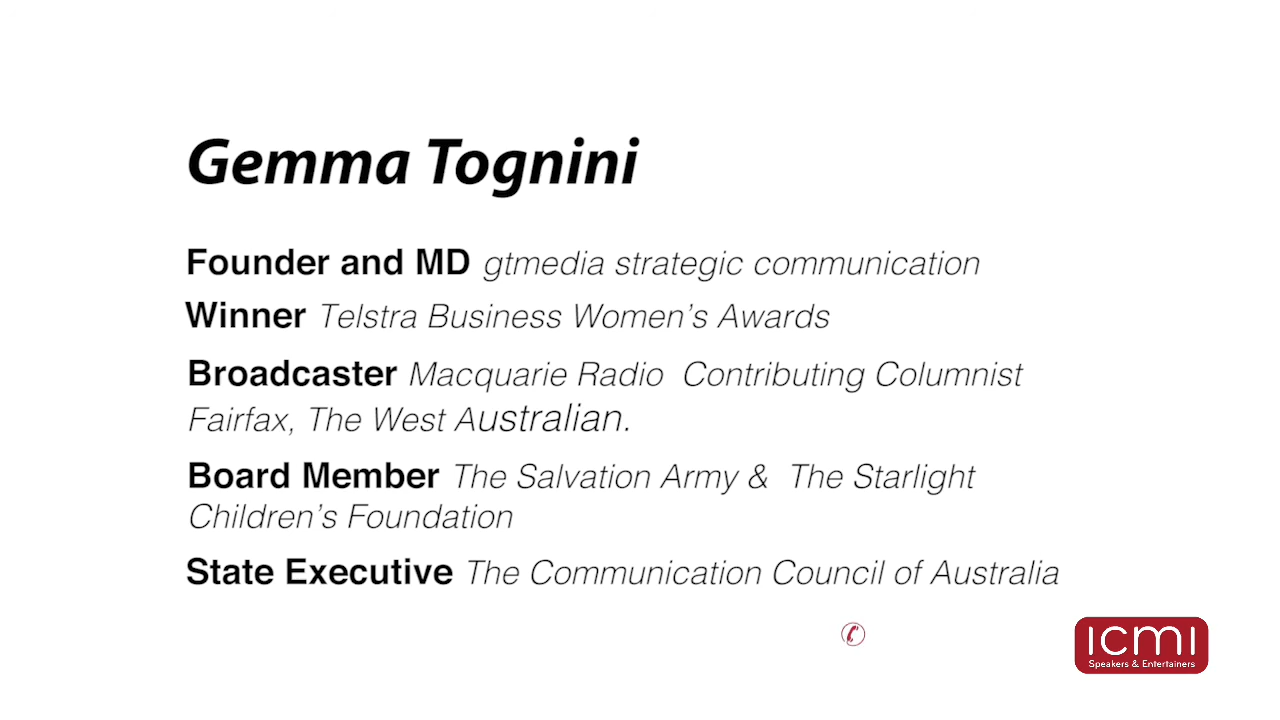 Gemma Tognini
Founder and MD gtmedia strategic communication
Winner Telstra Business Women's Awards
Broadcaster Macquarie Radio  Contributing Columnist
Fairfax, The West Australian.
Board Member The Salvation Army &  The Starlight
Children's Foundation
State Executive The Communication Council of Australia
ICMI
Speakers & Entertainers